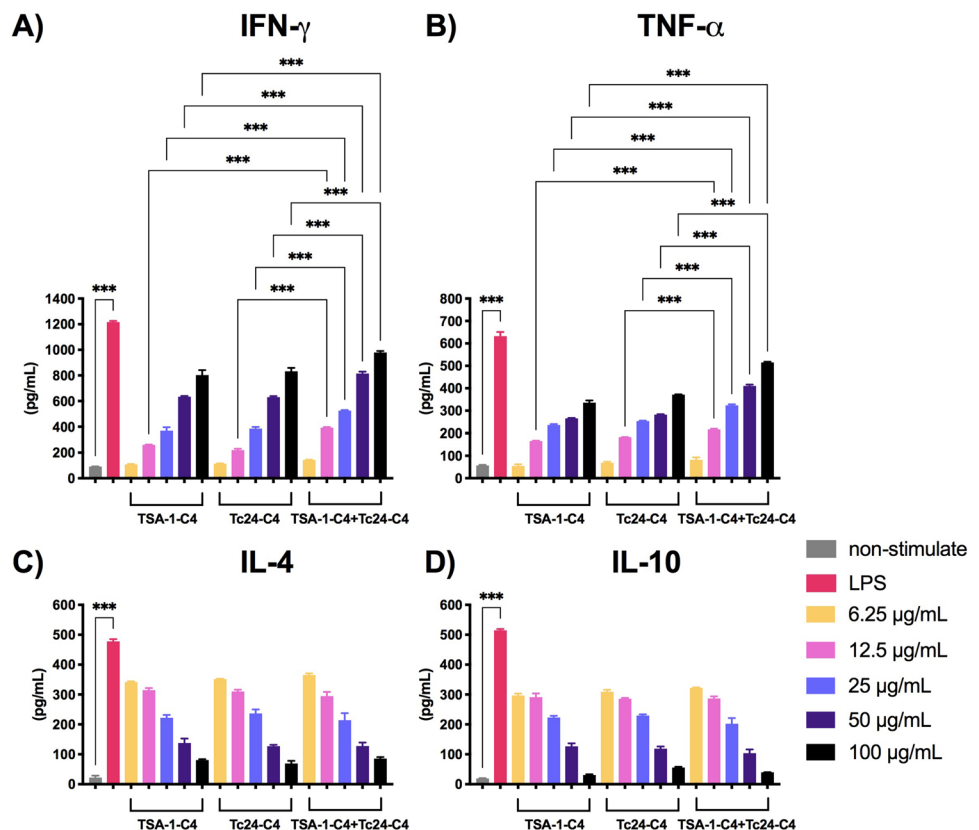 A) IFN-γ
***
***
***
***
***
***
***
***
***
1400
1200
1000
800
600
400
200
0
(pg/mL)
TSA-1-C4 Tc24-C4 TSA-1-C4+Tc24-C4
B) TNF-α
***
***
***
***
***
***
***
***
***
800
700
600
500
400
300
200
100
0
(pg/mL)
TSA-1-C4 Tc24-C4 TSA-1-C4+Tc24-C4
C) IL-4
***
600
500
400
300
200
100
0
(pg/mL)
TSA-1-C4 Tc24-C4 TSA-1-C4+Tc24-C4
D) IL-10
***
600
500
400
300
200
100
0
(pg/mL)
TSA-1-C4 Tc24-C4 TSA-1-C4+Tc24-C4
non-stimulate
LPS
6.25 µg/mL
12.5 µg/mL
25 µg/mL
50 µg/mL
100 µg/mL